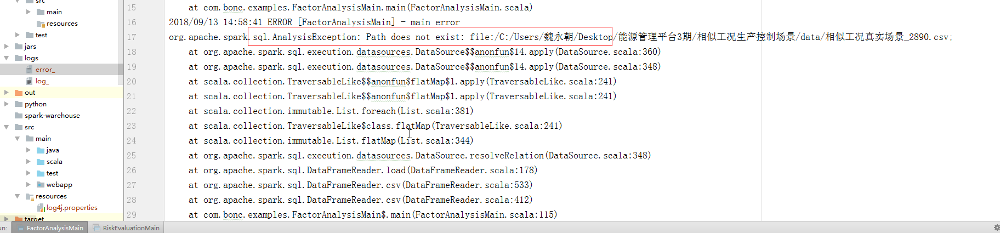 src
main
resources
test
jars
logs
error_
log_
out
python
spark-warehouse
src
main
java
scala
test
webapp
resources
log4j.properties
target
15 at com.bonc.examples.FactorAnalysisMain.main(FactorAnalysisMain.scala)
16 2018/09/13 14:58:41 ERROR [FactorAnalysisMain] - main error
17 org.apache.spark.sql.AnalysisException: Path does not exist: file:/C:/Users/魏永朝/Desktop/能源管理平台3期/相似工况生产控制场景/data/相似工况真实场景_2890.csv;
18 at org.apache.spark.sql.execution.datasources.DataSource$$anonfun$14.apply(DataSource.scala:360)
19 at org.apache.spark.sql.execution.datasources.DataSource$$anonfun$14.apply(DataSource.scala:348)
20 at scala.collection.TraversableLike$$anonfun$flatMap$1.apply(TraversableLike.scala:241)
21 at scala.collection.TraversableLike$$anonfun$flatMap$1.apply(TraversableLike.scala:241)
22 at scala.collection.immutable.List.foreach(List.scala:381)
23 at scala.collection.TraversableLike$class.flatMap(TraversableLike.scala:241)
24 at scala.collection.immutable.List.flatMap(List.scala:344)
25 at org.apache.spark.sql.execution.datasources.DataSource.resolveRelation(DataSource.scala:348)
26 at org.apache.spark.sql.DataFrameReader.load(DataFrameReader.scala:178)
27 at org.apache.spark.sql.DataFrameReader.csv(DataFrameReader.scala:533)
28 at org.apache.spark.sql.DataFrameReader.csv(DataFrameReader.scala:412)
29 at com.bonc.examples.FactorAnalysisMain$.main(FactorAnalysisMain.scala:115)
un: FactorAnalysisMain RiskEvaluationMain